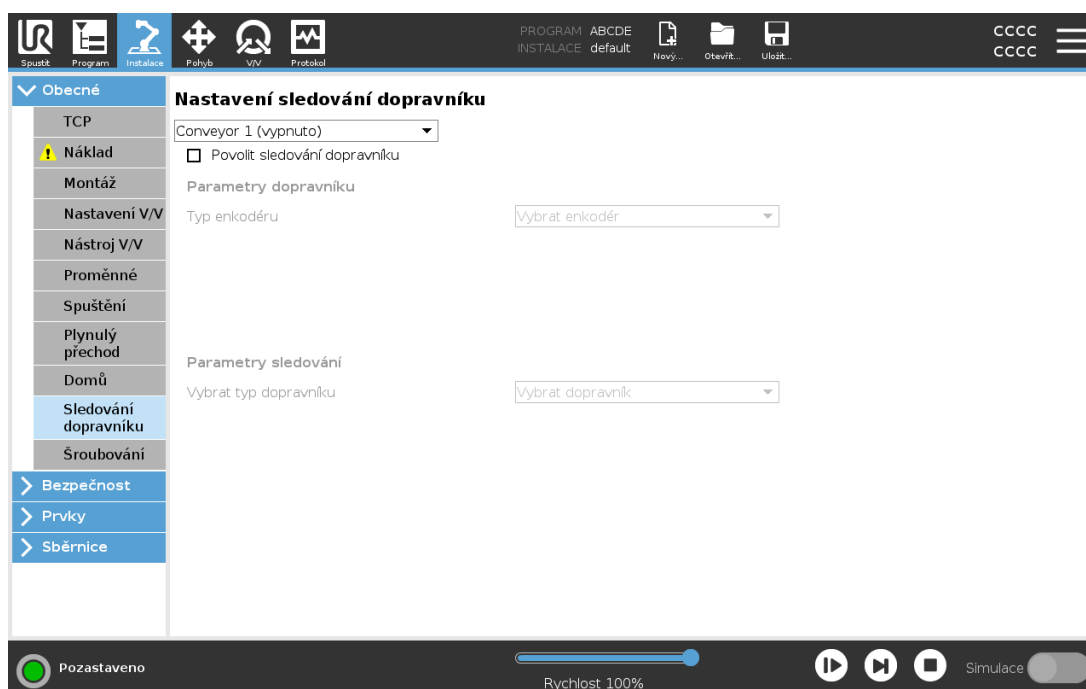 PROGRAM ABCDE
INSTALACE default
CCCC
CCCC
Spustit Program Instalace Pohyb V/V Protokol Nový... Otevřít... Uložit...
Obecné
TCP
Náklad
Montáž
Nastavení V/V
Nástroj V/V
Proměnné
Spuštění
Plynulý
přechod
Domů
Sledování
dopravníku
Šroubování
Bezpečnost
Prvky
Sběrnice
Nastavení sledování dopravníku
Conveyor 1 (vypnuto)
Povolit sledování dopravníku
Parametry dopravníku
Typ enkodéru Vybrat enkodér
Parametry sledování
Vybrat typ dopravníku Vybrat dopravník
Pozastaveno
Rychlost 100%
Simulace